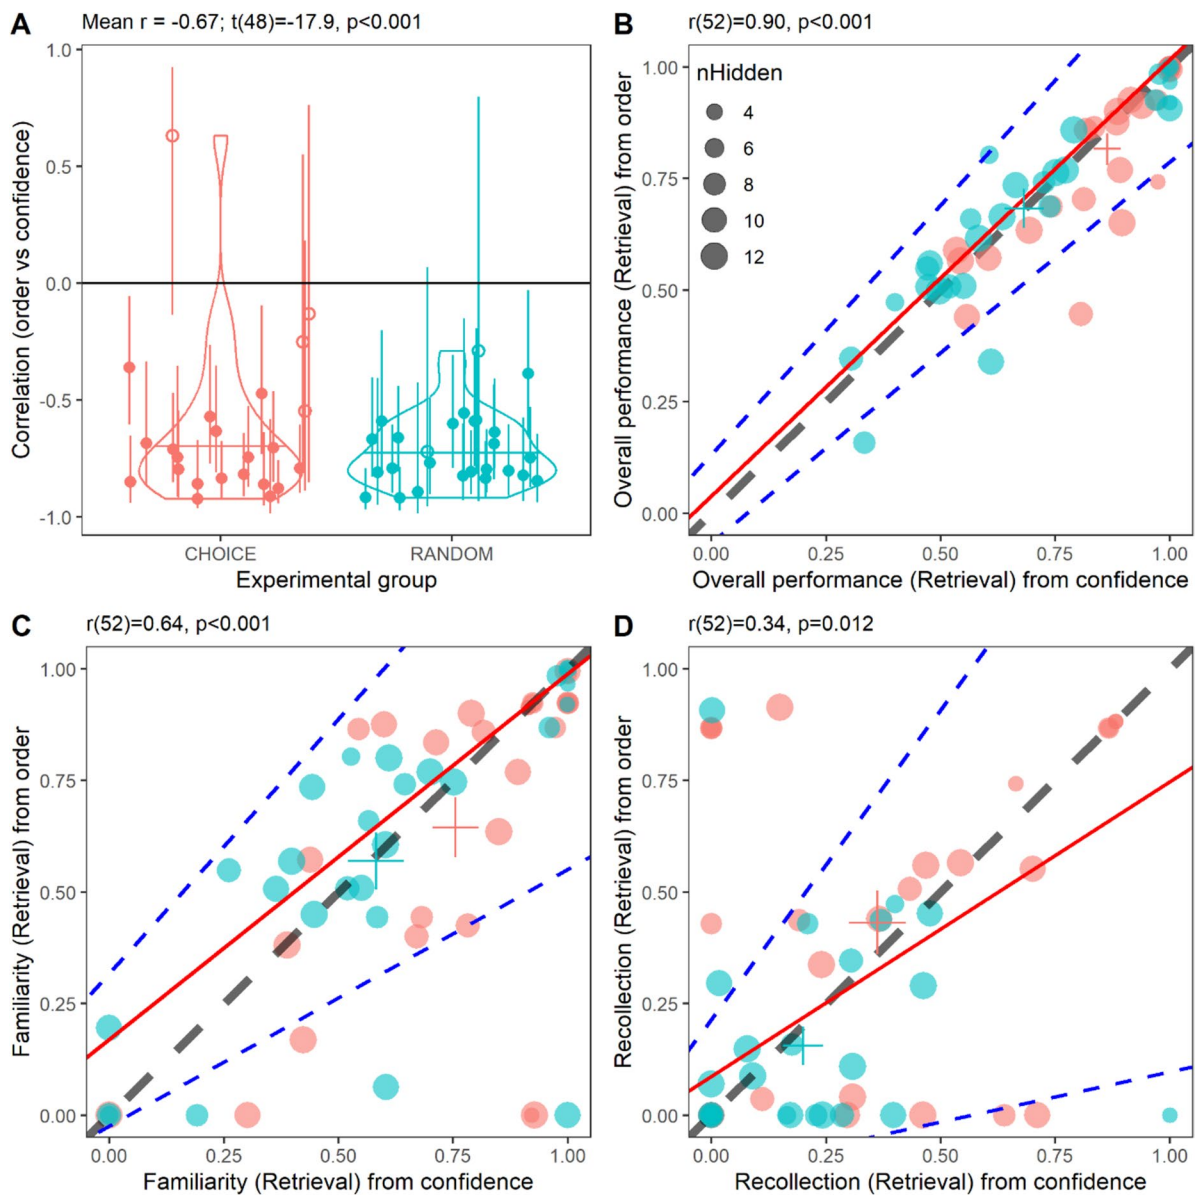 A
Mean r = -0.67; t(48)=-17.9, p<0.001
Correlation (order vs confidence)
1.0
0.5
0.0
-0.5
-1.0
CHOICE
RANDOM
Experimental group
B
r(52)=0.90, p<0.001
Overall performance (Retrieval) from order
1.00
0.75
0.50
0.25
0.00
nHidden
4
6
8
10
12
0.00
0.25
0.50
0.75
1.00
Overall performance (Retrieval) from confidence
C
r(52)=0.64, p<0.001
Familiarity (Retrieval) from order
1.00
0.75
0.50
0.25
0.00
0.00
0.25
0.50
0.75
1.00
Familiarity (Retrieval) from confidence
D
r(52)=0.34, p=0.012
Recollection (Retrieval) from order
1.00
0.75
0.50
0.25
0.00
0.00
0.25
0.50
0.75
1.00
Recollection (Retrieval) from confidence